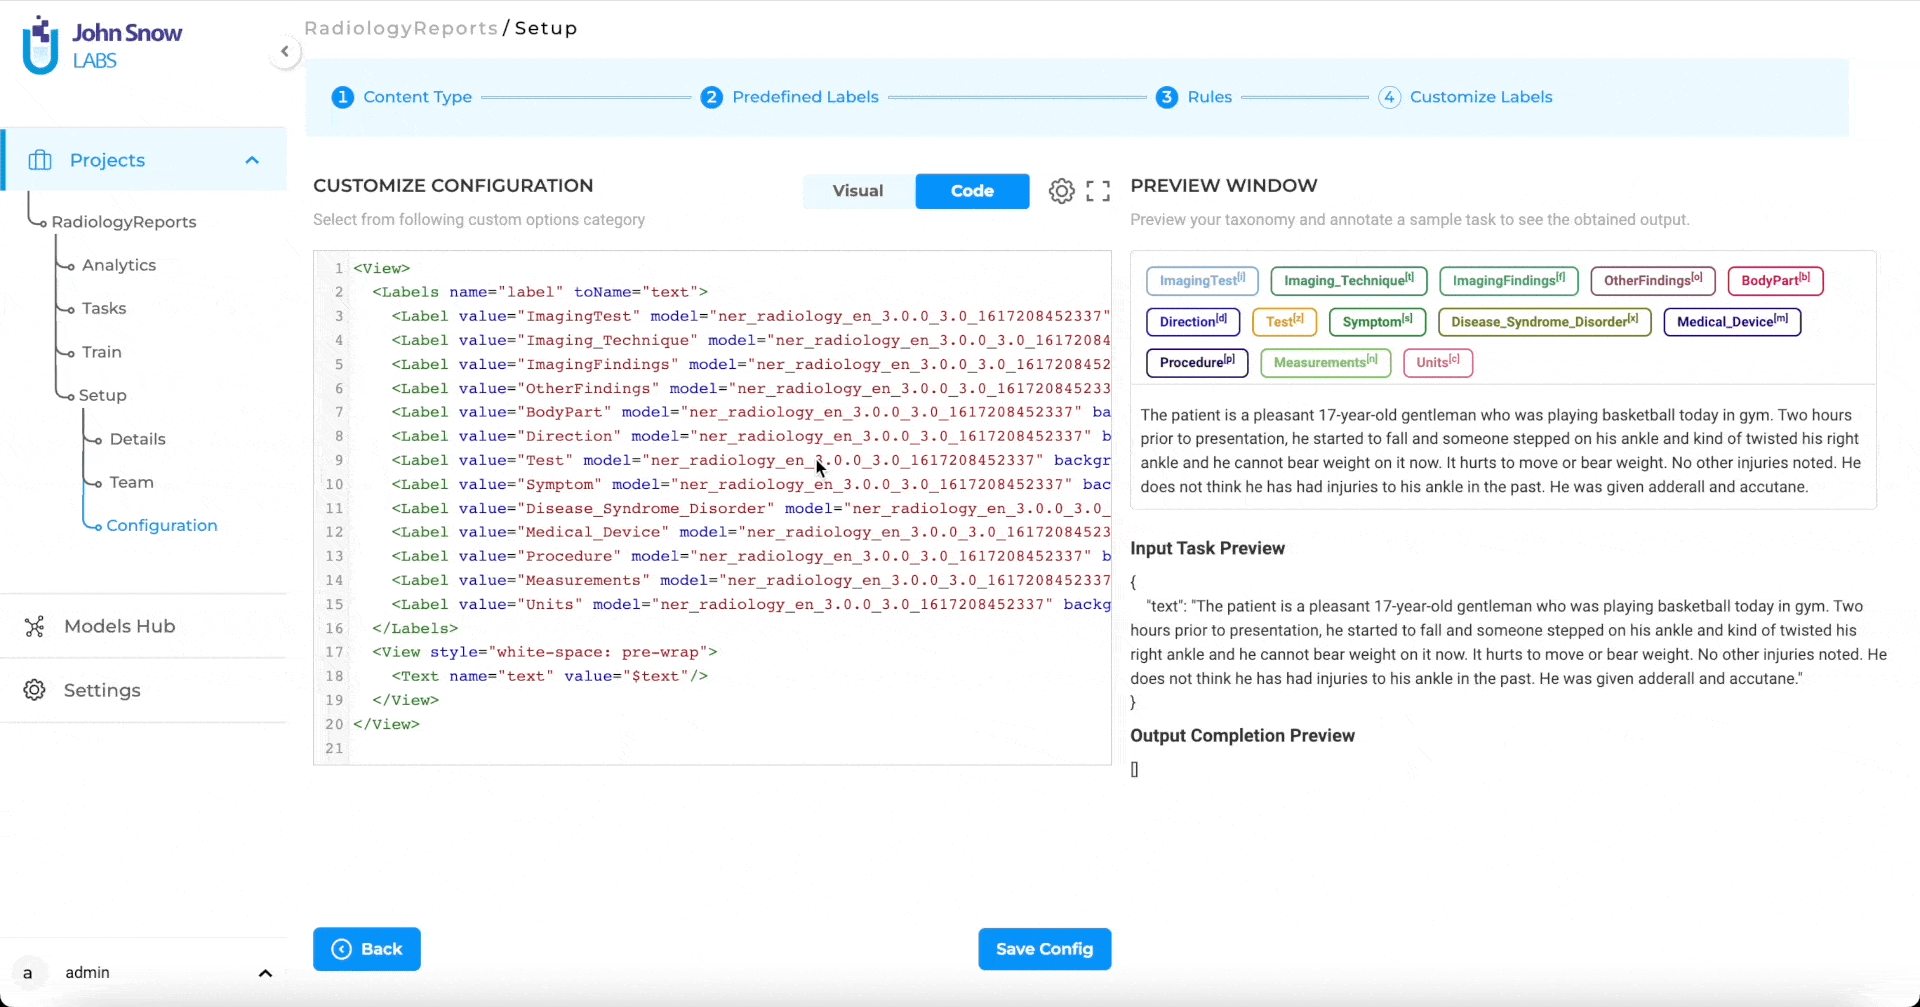 John Snow
LABS
RadiologyReports / Setup
1 Content Type
2 Predefined Labels
3 Rules
4 Customize Labels
Projects
RadiologyReports
Analytics
Tasks
Train
Setup
Details
Team
Configuration
Models Hub
Settings
a admin
CUSTOMIZE CONFIGURATION
Visual
Code
Select from following custom options category
1 <View>
2 <Labels name="label" toName="text">
3 <Label value="ImagingTest" model="ner_radiology_en_3.0.0_3.0_1617208452337"
4 <Label value="Imaging_Technique" model="ner_radiology_en_3.0.0_3.0_16172084
5 <Label value="ImagingFindings" model="ner_radiology_en_3.0.0_3.0_1617208452
6 <Label value="OtherFindings" model="ner_radiology_en_3.0.0_3.0_161720845233
7 <Label value="BodyPart" model="ner_radiology_en_3.0.0_3.0_1617208452337" ba
8 <Label value="Direction" model="ner_radiology_en_3.0.0_3.0_1617208452337" b
9 <Label value="Test" model="ner_radiology_en_3.0.0_3.0_1617208452337" backgr
10 <Label value="Symptom" model="ner_radiology_en_3.0.0_3.0_1617208452337" bac
11 <Label value="Disease_Syndrome_Disorder" model="ner_radiology_en_3.0.0_3.0_
12 <Label value="Medical_Device" model="ner_radiology_en_3.0.0_3.0_16172084523
13 <Label value="Procedure" model="ner_radiology_en_3.0.0_3.0_1617208452337" b
14 <Label value="Measurements" model="ner_radiology_en_3.0.0_3.0_1617208452337
15 <Label value="Units" model="ner_radiology_en_3.0.0_3.0_1617208452337" backg
16 </Labels>
17 <View style="white-space: pre-wrap">
18 <Text name="text" value="$text"/>
19 </View>
20 </View>
21
Back
Save Config
PREVIEW WINDOW
Preview your taxonomy and annotate a sample task to see the obtained output.
ImagingTest[i] Imaging_Technique[t] ImagingFindings[f] OtherFindings[o] BodyPart[b]
Direction[d] Test[z] Symptom[s] Disease_Syndrome_Disorder[x] Medical_Device[m]
Procedure[p] Measurements[n] Units[c]
The patient is a pleasant 17-year-old gentleman who was playing basketball today in gym. Two hours
prior to presentation, he started to fall and someone stepped on his ankle and kind of twisted his right
ankle and he cannot bear weight on it now. It hurts to move or bear weight. No other injuries noted. He
does not think he has had injuries to his ankle in the past. He was given adderall and accutane.
Input Task Preview
{
"text": "The patient is a pleasant 17-year-old gentleman who was playing basketball today in gym. Two
hours prior to presentation, he started to fall and someone stepped on his ankle and kind of twisted his
right ankle and he cannot bear weight on it now. It hurts to move or bear weight. No other injuries noted. He
does not think he has had injuries to his ankle in the past. He was given adderall and accutane."
}
Output Completion Preview
[]